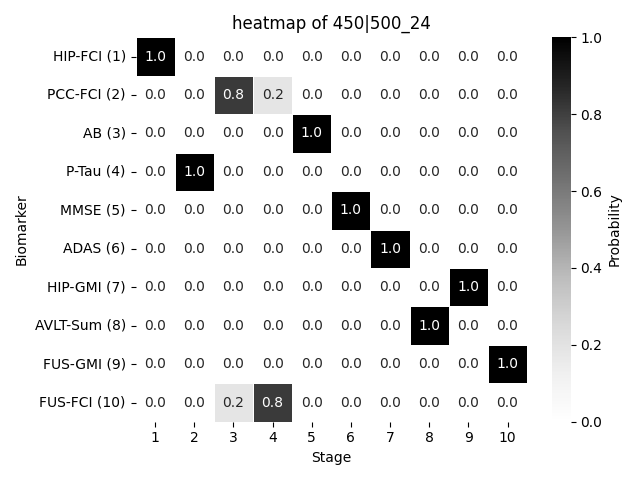 heatmap of 450|500_24
HIP-FCI (1) 1.0 0.0 0.0 0.0 0.0 0.0 0.0 0.0 0.0 0.0
PCC-FCI (2) 0.0 0.0 0.8 0.2 0.0 0.0 0.0 0.0 0.0 0.0
AB (3) 0.0 0.0 0.0 0.0 1.0 0.0 0.0 0.0 0.0 0.0
P-Tau (4) 0.0 1.0 0.0 0.0 0.0 0.0 0.0 0.0 0.0 0.0
MMSE (5) 0.0 0.0 0.0 0.0 0.0 1.0 0.0 0.0 0.0 0.0
ADAS (6) 0.0 0.0 0.0 0.0 0.0 0.0 1.0 0.0 0.0 0.0
HIP-GMI (7) 0.0 0.0 0.0 0.0 0.0 0.0 0.0 0.0 1.0 0.0
AVLT-Sum (8) 0.0 0.0 0.0 0.0 0.0 0.0 0.0 1.0 0.0 0.0
FUS-GMI (9) 0.0 0.0 0.0 0.0 0.0 0.0 0.0 0.0 0.0 1.0
FUS-FCI (10) 0.0 0.0 0.2 0.8 0.0 0.0 0.0 0.0 0.0 0.0
1 2 3 4 5 6 7 8 9 10
Stage
Biomarker
1.0
0.8
0.6
0.4
0.2
0.0
Probability